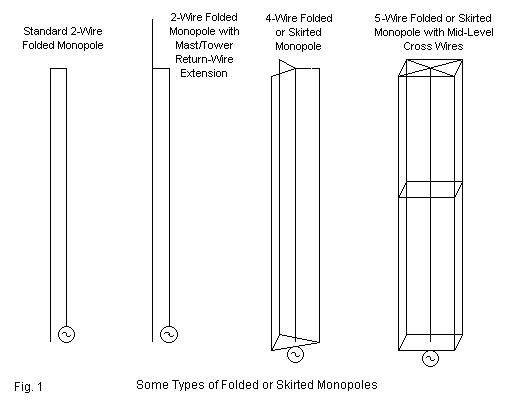 Standard 2-Wire
Folded Monopole
2-Wire Folded
Monopole with
Mast/Tower
Return-Wire
Extension
4-Wire Folded
or Skirted
Monopole
5-Wire Folded or Skirted
Monopole with Mid-Level
Cross Wires
Fig. 1
Some Types of Folded or Skirted Monopoles